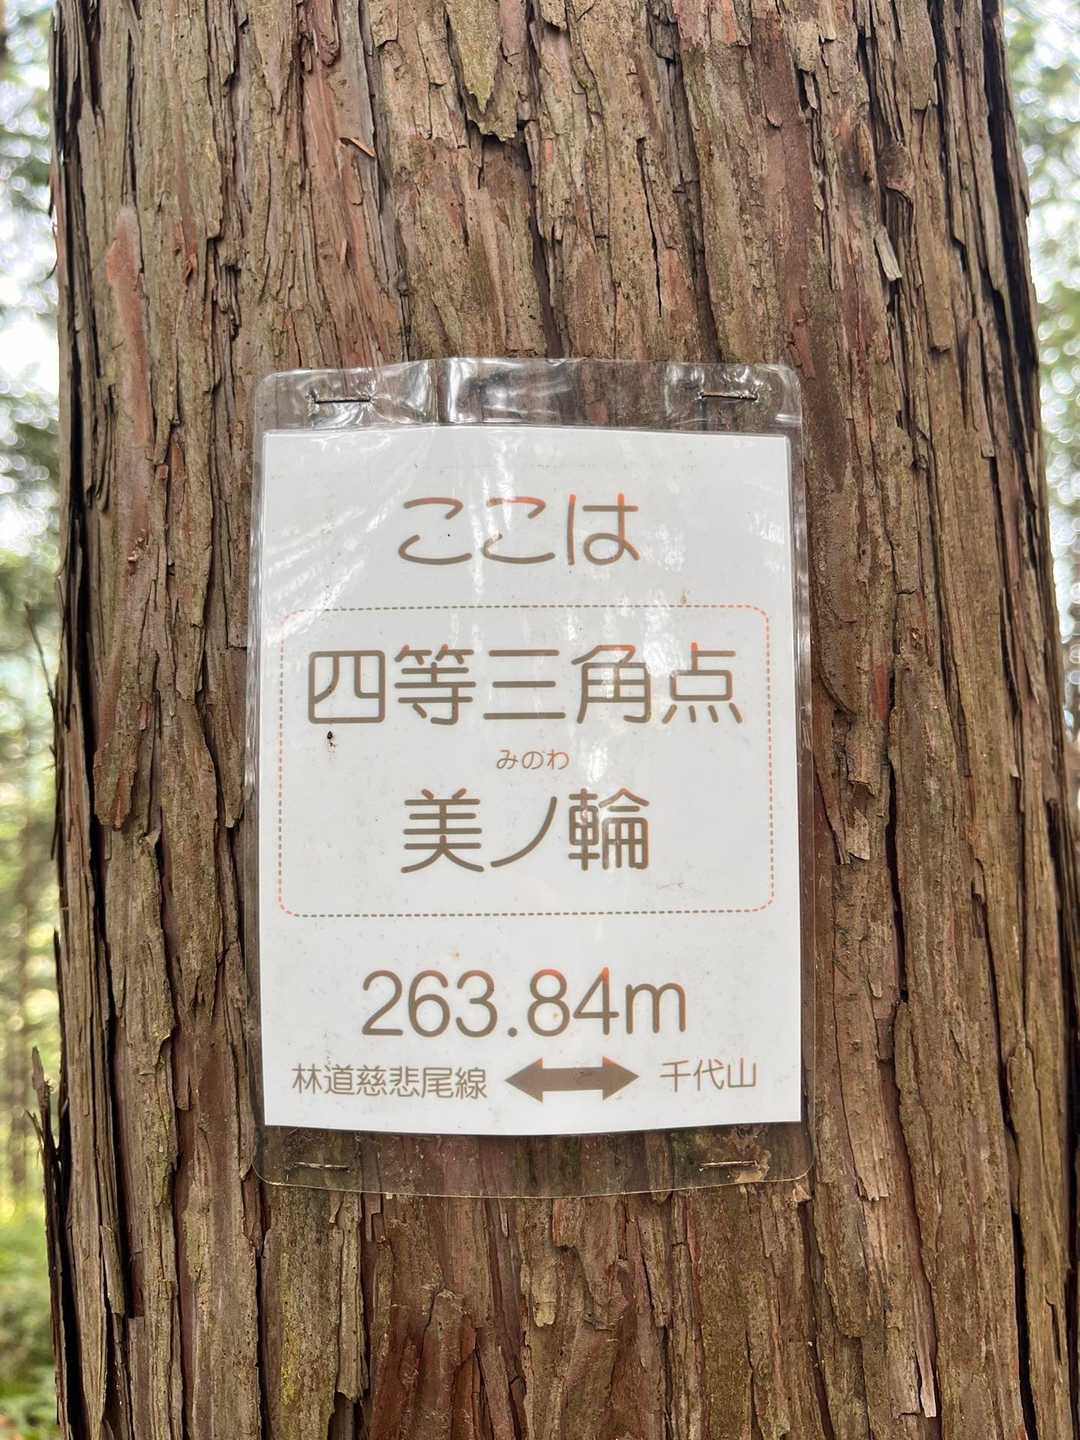 ここは
四等三角点
みのわ
美ノ輪
263.84m
林道慈悲尾線 ⟷ 千代山